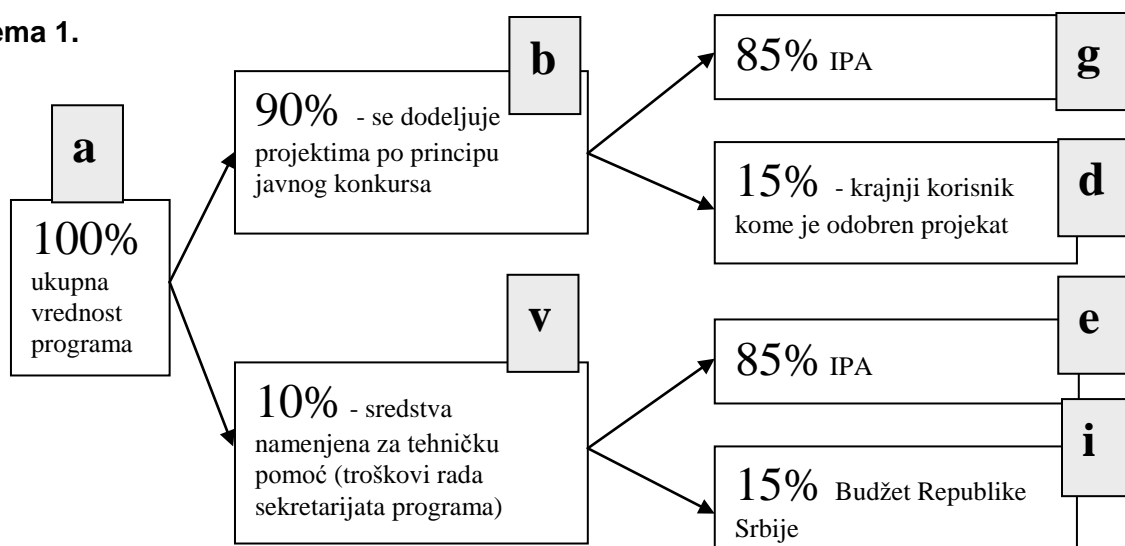 ema 1.
a
100%
ukupna
vrednost
programa
b
90% - se dodeljuje
projektima po principu
javnog konkursa
v
10% - sredstva
namenjena za tehničku
pomoć (troškovi rada
sekretarijata programa)
g
85% IPA
d
15% - krajnji korisnik
kome je odobren projekat
e
85% IPA
i
15% Budžet Republike
Srbije